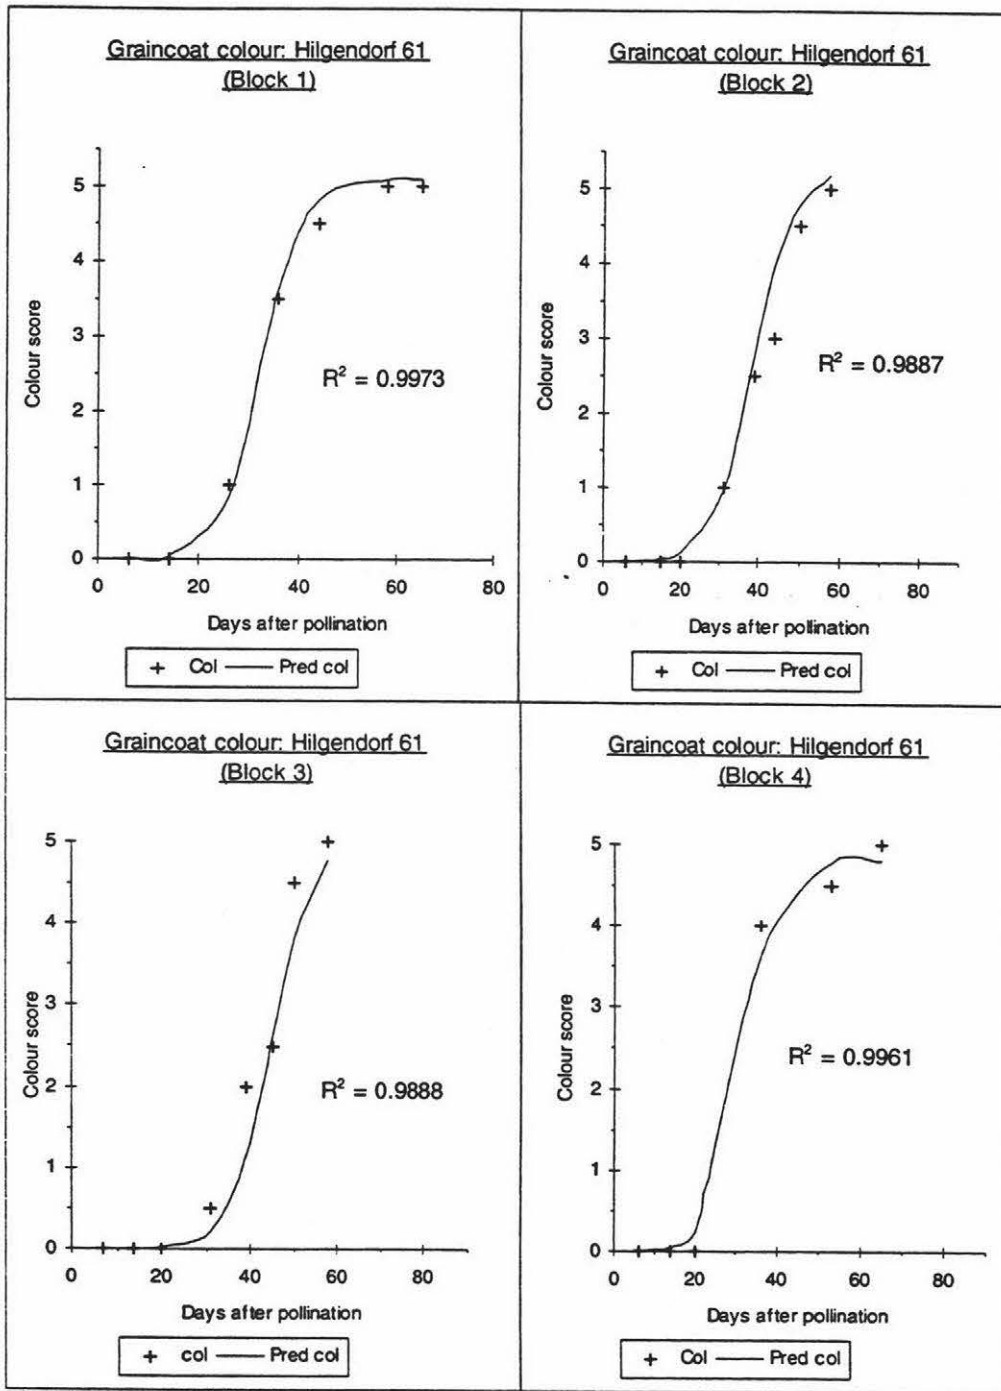 Graincoat colour: Hilgendorf 61
(Block 1)
5
4
3
2
1
0
Colour score
R² = 0.9973
0 20 40 60 80
Days after pollination
+ Col — Pred col
Graincoat colour: Hilgendorf 61
(Block 2)
5
4
3
2
1
0
Colour score
R² = 0.9887
0 20 40 60 80
Days after pollination
+ Col — Pred col
Graincoat colour: Hilgendorf 61
(Block 3)
5
4
3
2
1
0
Colour score
R² = 0.9888
0 20 40 60 80
Days after pollination
+ col — Pred col
Graincoat colour: Hilgendorf 61
(Block 4)
5
4
3
2
1
0
Colour score
R² = 0.9961
0 20 40 60 80
Days after pollination
+ Col — Pred col